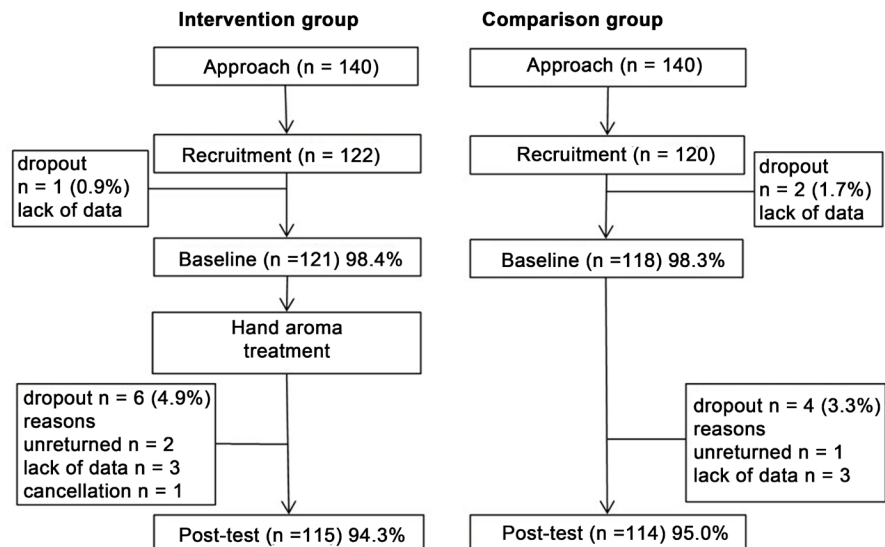 Intervention group
Approach (n = 140)
Recruitment (n = 122)
dropout
n = 1 (0.9%)
lack of data
Baseline (n =121) 98.4%
Hand aroma
treatment
dropout n = 6 (4.9%)
reasons
unreturned n = 2
lack of data n = 3
cancellation n = 1
Post-test (n =115) 94.3%
Comparison group
Approach (n = 140)
Recruitment (n = 120)
dropout
n = 2 (1.7%)
lack of data
Baseline (n =118) 98.3%
dropout n = 4 (3.3%)
reasons
unreturned n = 1
lack of data n = 3
Post-test (n =114) 95.0%